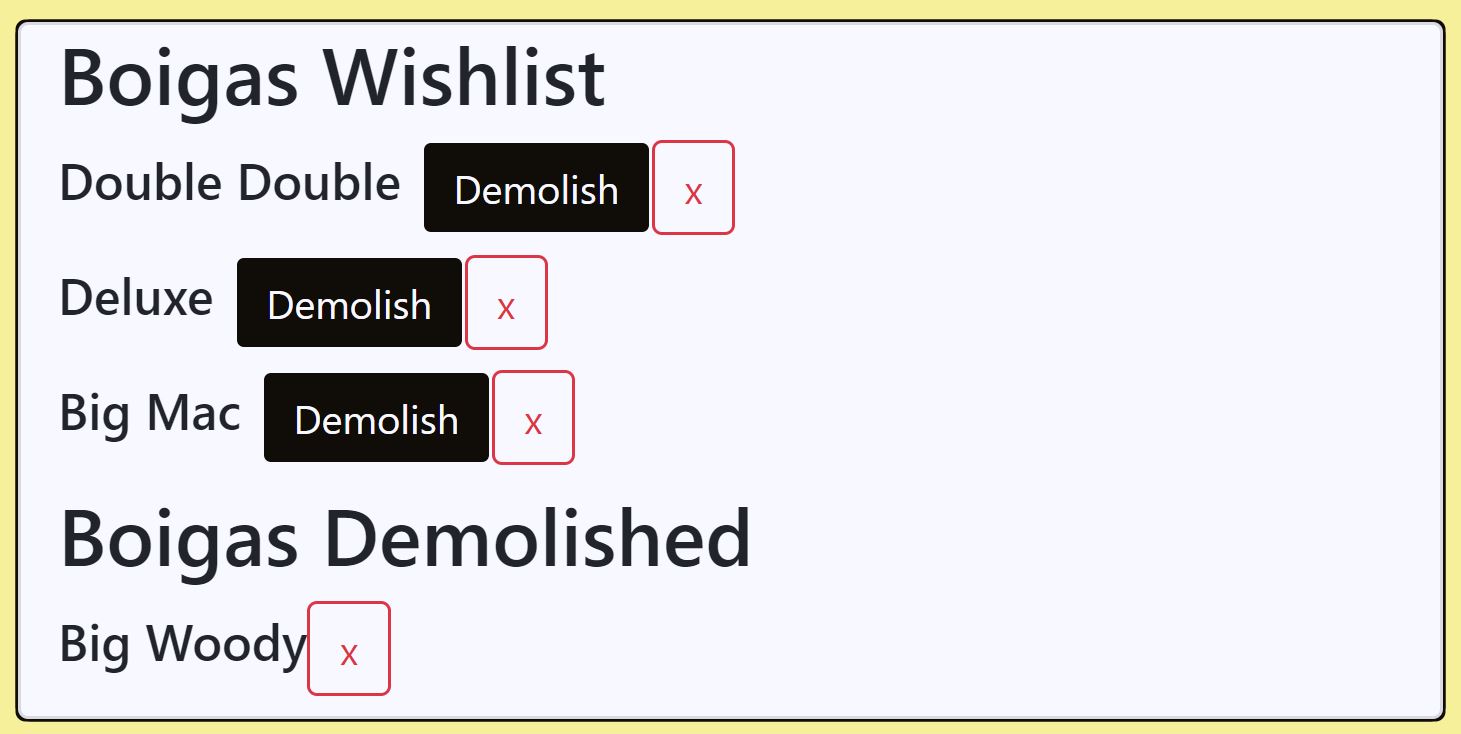 Boigas Wishlist
Double Double Demolish x
Deluxe Demolish x
Big Mac Demolish x
Boigas Demolished
Big Woody x